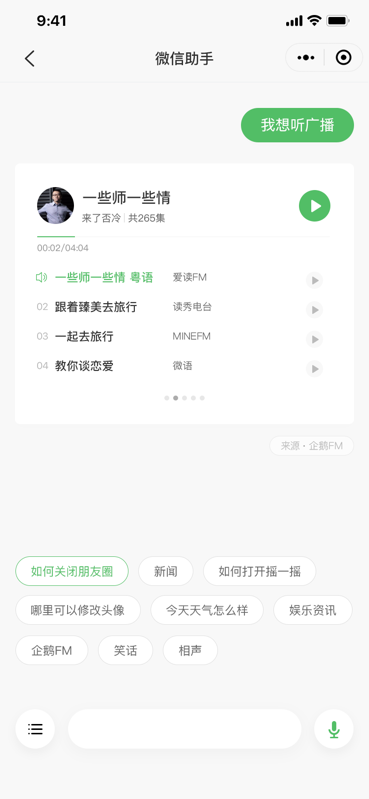 9:41
微信助手
我想听广播
一些师一些情
来了否冷 | 共265集
00:02/04:04
一些师一些情 粤语 爱读FM
02 跟着臻美去旅行 读秀电台
03 一起去旅行 MINEFM
04 教你谈恋爱 微语
来源·企鹅FM
如何关闭朋友圈 新闻 如何打开摇一摇
哪里可以修改头像 今天天气怎么样 娱乐资讯
企鹅FM 笑话 相声